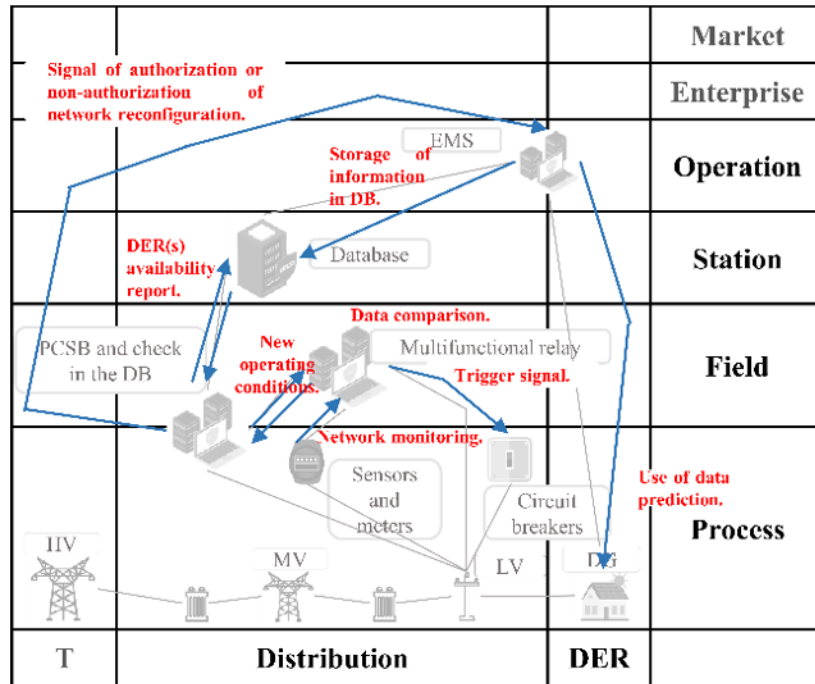 Market
Signal of authorization or
non-authorization of
network reconfiguration.
Enterprise
EMS
Storage of
information
in DB.
Operation
DER(s)
availability
report.
Database
Station
Data comparison.
PCSB and check
in the DB
New
operating
conditions.
Multifunctional relay
Trigger signal.
Field
Network monitoring.
Sensors
and
meters
Circuit
breakers
Use of data
prediction.
Process
HV
MV
LV
DG
T
Distribution
DER